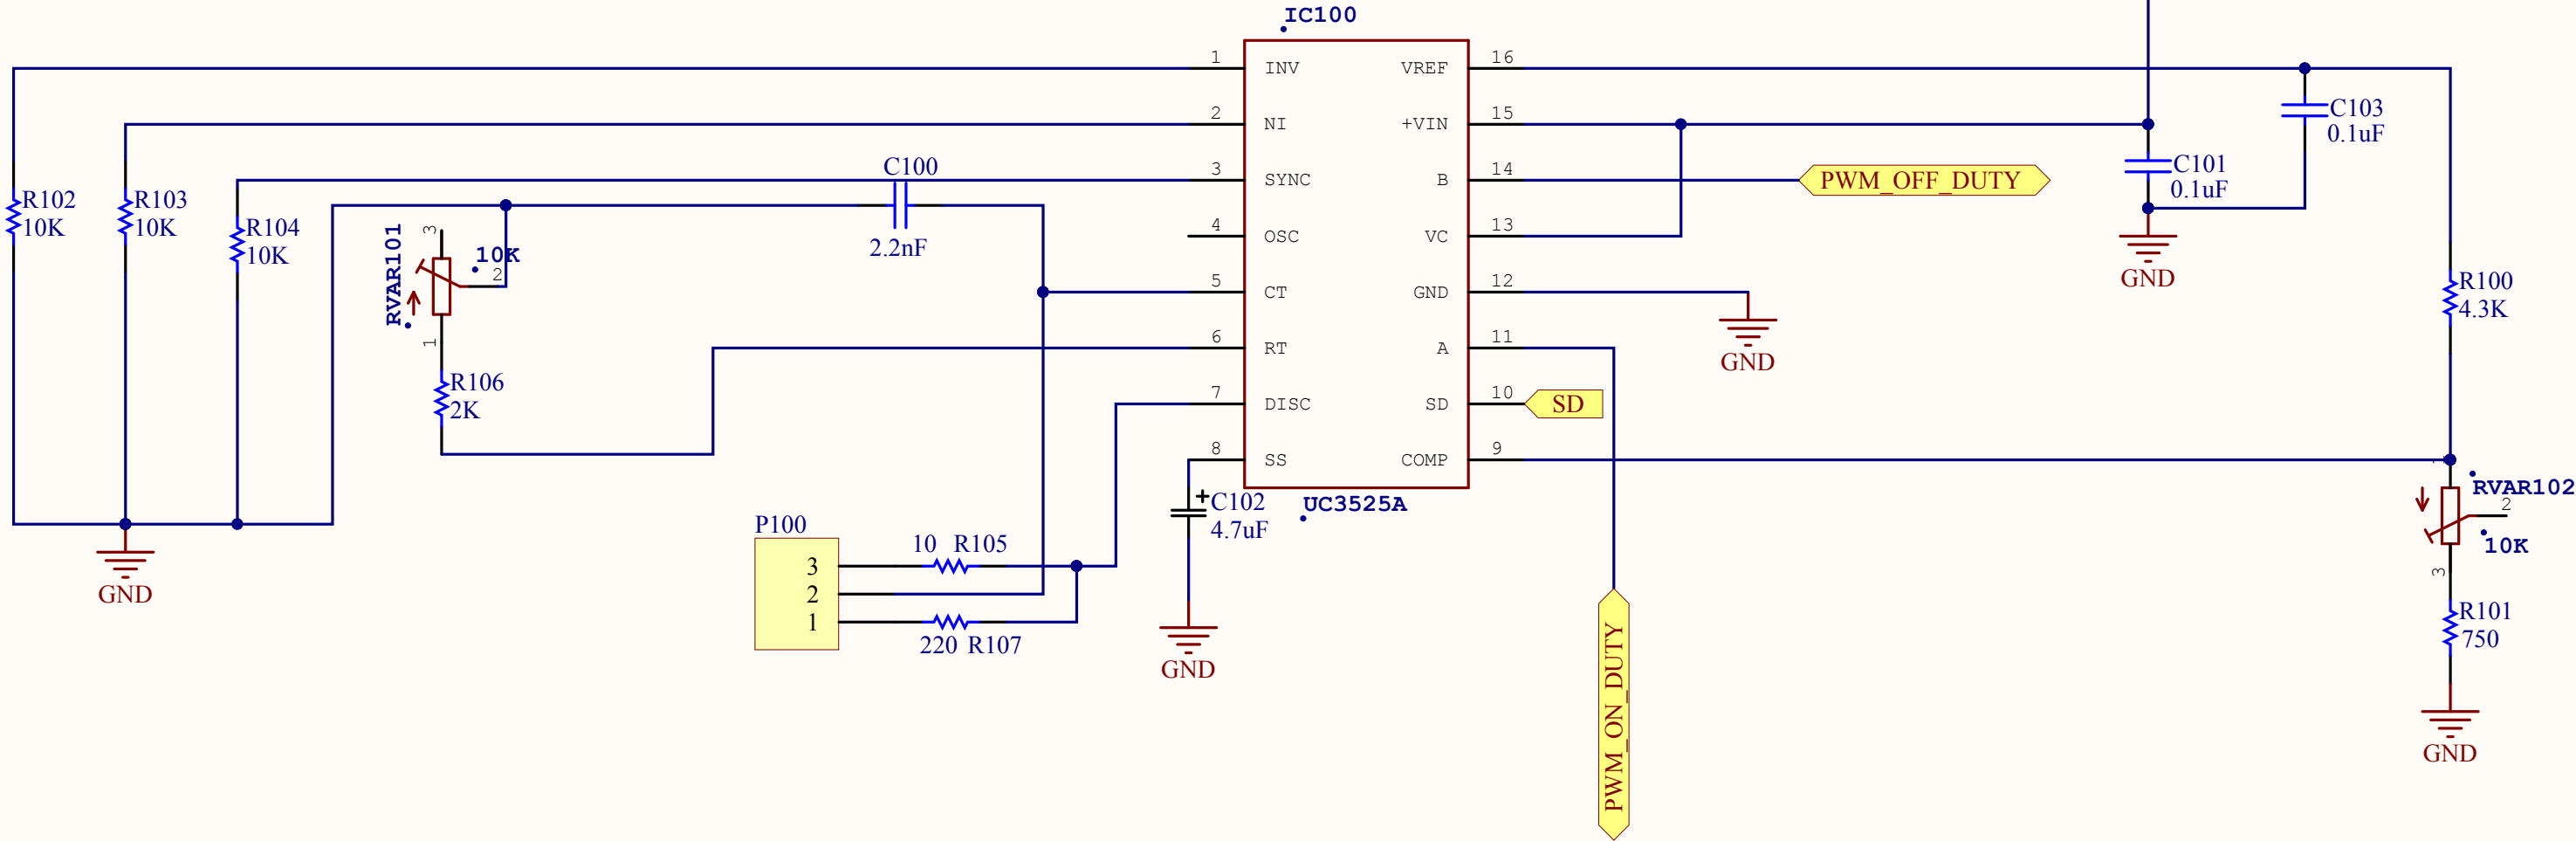 IC100
1 INV VREF 16
2 NI +VIN 15
3 SYNC B 14
4 OSC VC 13
5 CT GND 12
6 RT A 11
7 DISC SD 10
8 SS COMP 9
UC3525A
R102
10K
R103
10K
R104
10K
GND
RVAR101
10K
3
2
1
R106
2K
C100
2.2nF
P100
3
2
1
10 R105
220 R107
C102
4.7uF
+
GND
PWM_OFF_DUTY
SD
PWM_ON_DUTY
GND
C101
0.1uF
GND
C103
0.1uF
R100
4.3K
RVAR102
2
10K
3
R101
750
GND